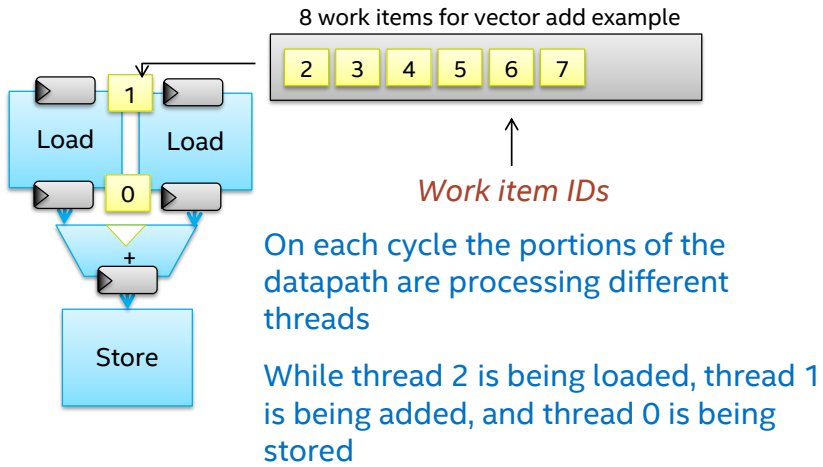 8 work items for vector add example
2 3 4 5 6 7
1
Load Load
0
Work item IDs
+
Store
On each cycle the portions of the
datapath are processing different
threads
While thread 2 is being loaded, thread 1
is being added, and thread 0 is being
stored